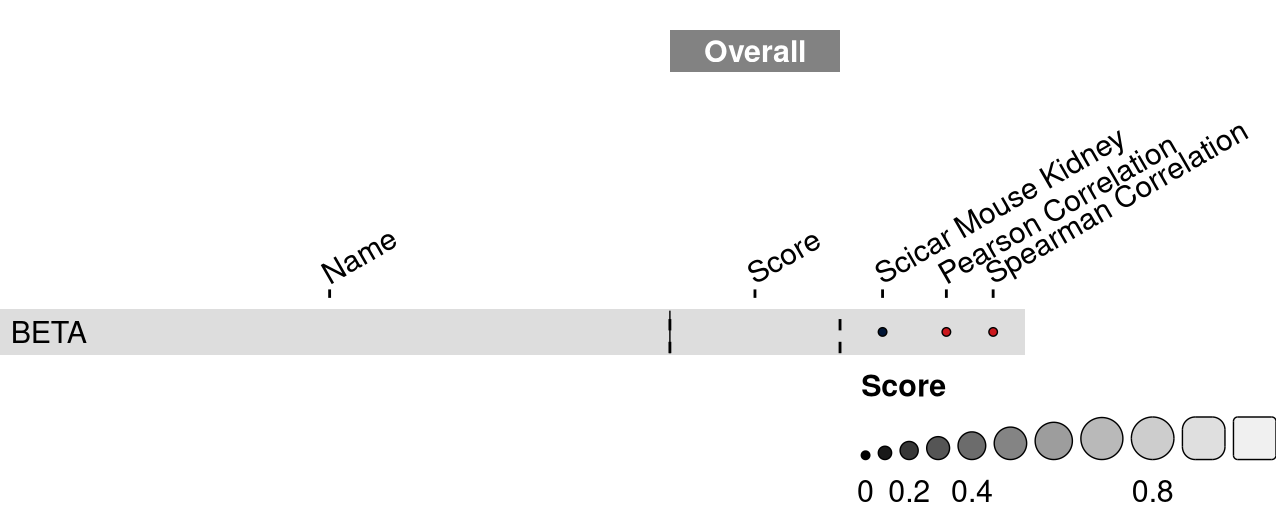 Overall
Name
Score
Scicar Mouse Kidney
Pearson Correlation
Spearman Correlation
BETA
Score
0 0.2 0.4 0.8